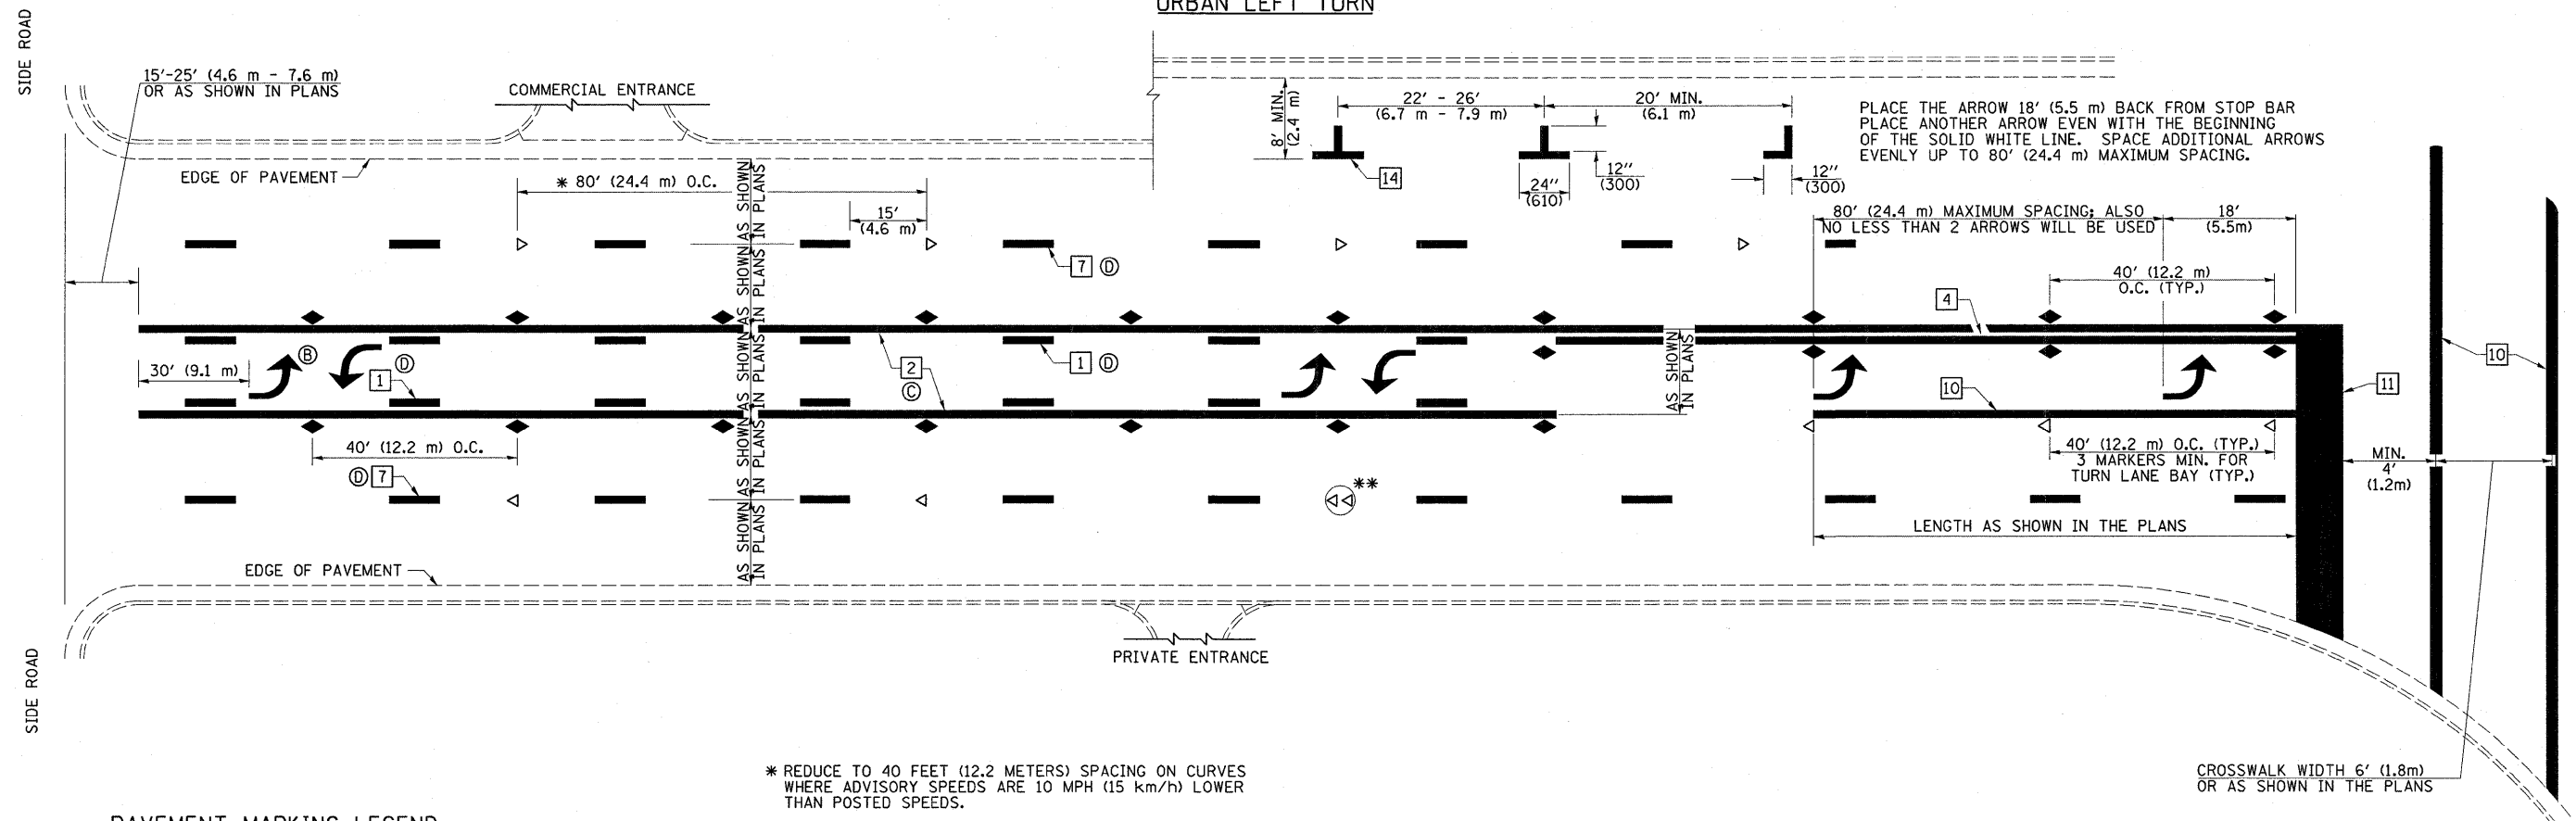 URBAN LEFT TURN
SIDE ROAD
15'-25' (4.6 m - 7.6 m)
OR AS SHOWN IN PLANS
COMMERCIAL ENTRANCE
EDGE OF PAVEMENT
* 80' (24.4 m) O.C.
15'
(4.6 m)
8' MIN.
(2.4 m)
22' - 26'
(6.7 m - 7.9 m)
20' MIN.
(6.1 m)
14
24"
(610)
12"
(300)
12"
(300)
PLACE THE ARROW 18' (5.5 m) BACK FROM STOP BAR
PLACE ANOTHER ARROW EVEN WITH THE BEGINNING
OF THE SOLID WHITE LINE. SPACE ADDITIONAL ARROWS
EVENLY UP TO 80' (24.4 m) MAXIMUM SPACING.
80' (24.4 m) MAXIMUM SPACING; ALSO
NO LESS THAN 2 ARROWS WILL BE USED
18'
(5.5m)
40' (12.2 m)
O.C. (TYP.)
7 D
4
AS SHOWN
IN PLANS
AS SHOWN
IN PLANS
AS SHOWN
IN PLANS
AS SHOWN
IN PLANS
AS SHOWN
IN PLANS
30' (9.1 m)
B
D
1
1 D
2
C
AS SHOWN
IN PLANS
10
11
10
40' (12.2 m) O.C.
D 7
**
40' (12.2 m) O.C. (TYP.)
3 MARKERS MIN. FOR
TURN LANE BAY (TYP.)
MIN.
4'
(1.2m)
LENGTH AS SHOWN IN THE PLANS
EDGE OF PAVEMENT
PRIVATE ENTRANCE
SIDE ROAD
* REDUCE TO 40 FEET (12.2 METERS) SPACING ON CURVES
WHERE ADVISORY SPEEDS ARE 10 MPH (15 km/h) LOWER
THAN POSTED SPEEDS.
CROSSWALK WIDTH 6' (1.8m)
OR AS SHOWN IN THE PLANS
PAVEMENT MARKING LEGEND